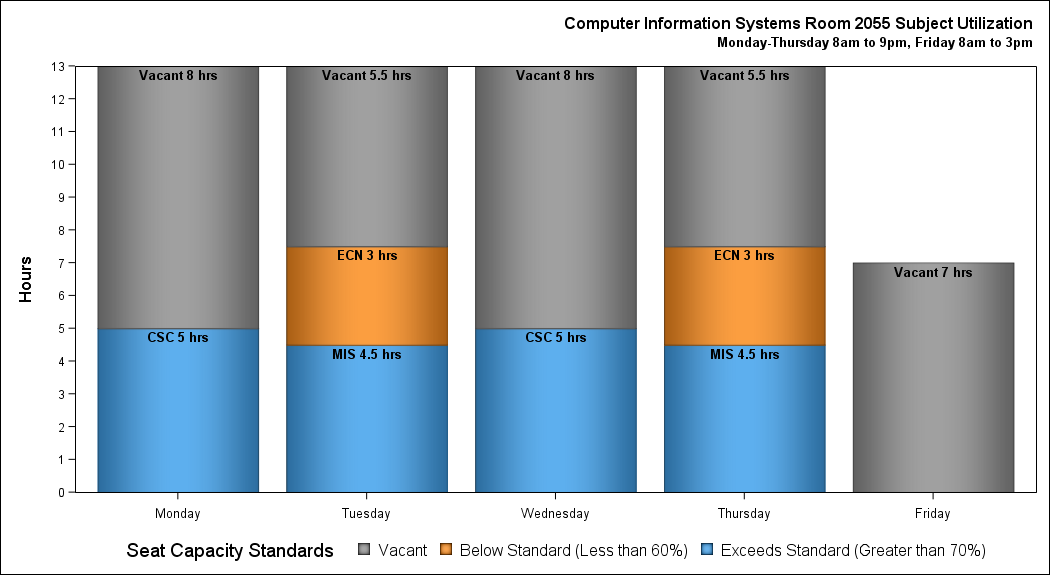 Computer Information Systems Room 2055 Subject Utilization
Monday-Thursday 8am to 9pm, Friday 8am to 3pm
Hours
13
12
11
10
9
8
7
6
5
4
3
2
1
0
Vacant 8 hrs
CSC 5 hrs
Vacant 5.5 hrs
ECN 3 hrs
MIS 4.5 hrs
Vacant 8 hrs
CSC 5 hrs
Vacant 5.5 hrs
ECN 3 hrs
MIS 4.5 hrs
Vacant 7 hrs
Monday Tuesday Wednesday Thursday Friday
Seat Capacity Standards Vacant Below Standard (Less than 60%) Exceeds Standard (Greater than 70%)